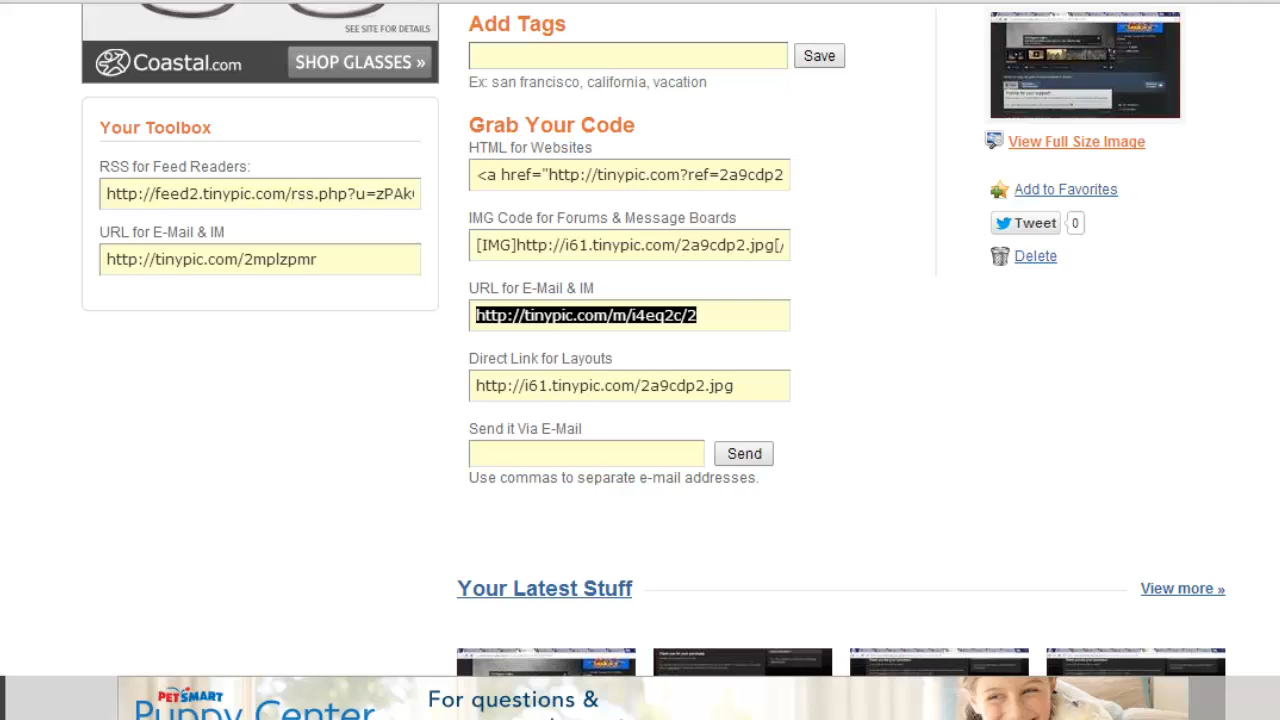 SEE SITE FOR DETAILS
Coastal.com
SHOP GLASSES »
Your Toolbox
RSS for Feed Readers:
http://feed2.tinypic.com/rss.php?u=zPAk
URL for E-Mail & IM
http://tinypic.com/2mplzpmr
Add Tags
Save
Ex: san francisco, california, vacation
Grab Your Code
HTML for Websites
<a href="http://tinypic.com?ref=2a9cdp2
IMG Code for Forums & Message Boards
[IMG]http://i61.tinypic.com/2a9cdp2.jpg[/
URL for E-Mail & IM
http://tinypic.com/m/i4eq2c/2
Direct Link for Layouts
http://i61.tinypic.com/2a9cdp2.jpg
Send it Via E-Mail
Send
Use commas to separate e-mail addresses.
View Full Size Image
Add to Favorites
Tweet 0
Delete
Your Latest Stuff
View more »
PETSMART
Puppy Center
For questions &